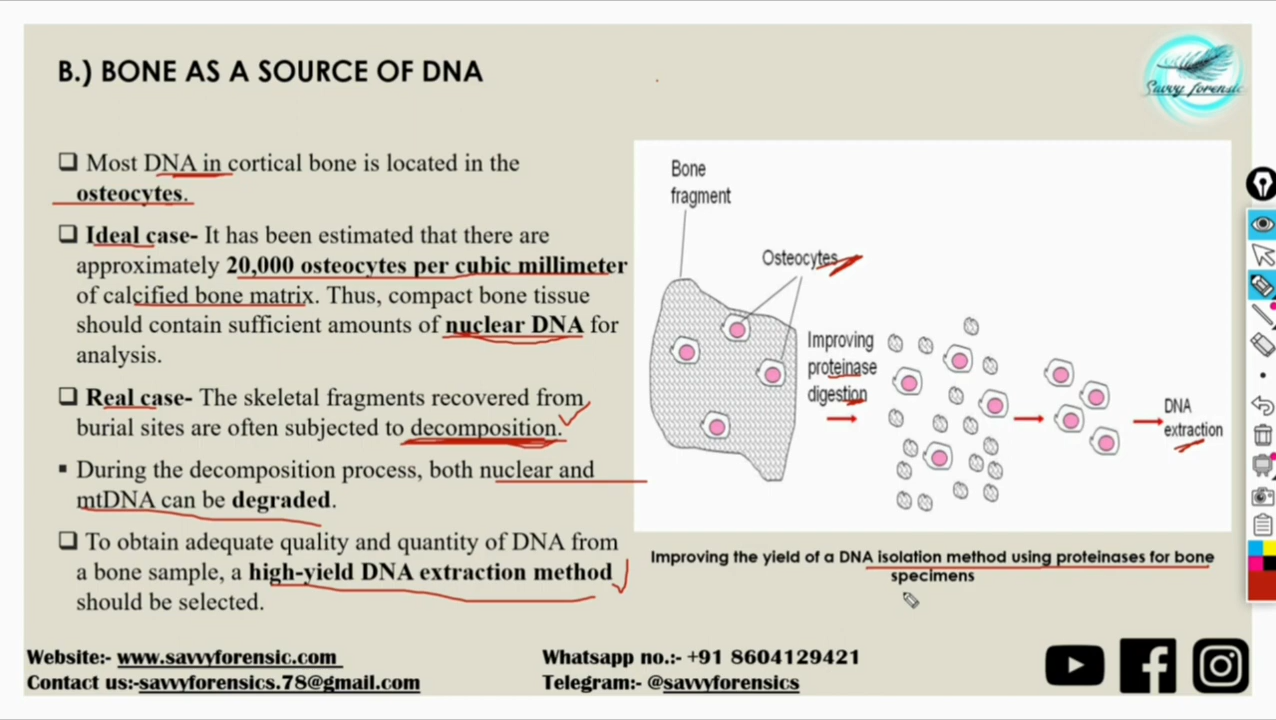 B.) BONE AS A SOURCE OF DNA
Savvy forensic
❑ Most DNA in cortical bone is located in the
osteocytes.
❑ Ideal case- It has been estimated that there are
approximately 20,000 osteocytes per cubic millimeter
of calcified bone matrix. Thus, compact bone tissue
should contain sufficient amounts of nuclear DNA for
analysis.
❑ Real case- The skeletal fragments recovered from
burial sites are often subjected to decomposition.
▪ During the decomposition process, both nuclear and
mtDNA can be degraded.
❑ To obtain adequate quality and quantity of DNA from
a bone sample, a high-yield DNA extraction method
should be selected.
Bone
fragment
Osteocytes
Improving
proteinase
digestion
DNA
extraction
Improving the yield of a DNA isolation method using proteinases for bone
specimens
Website:- www.savvyforensic.com
Contact us:-savvyforensics.78@gmail.com
Whatsapp no.:- +91 8604129421
Telegram:- @savvyforensics